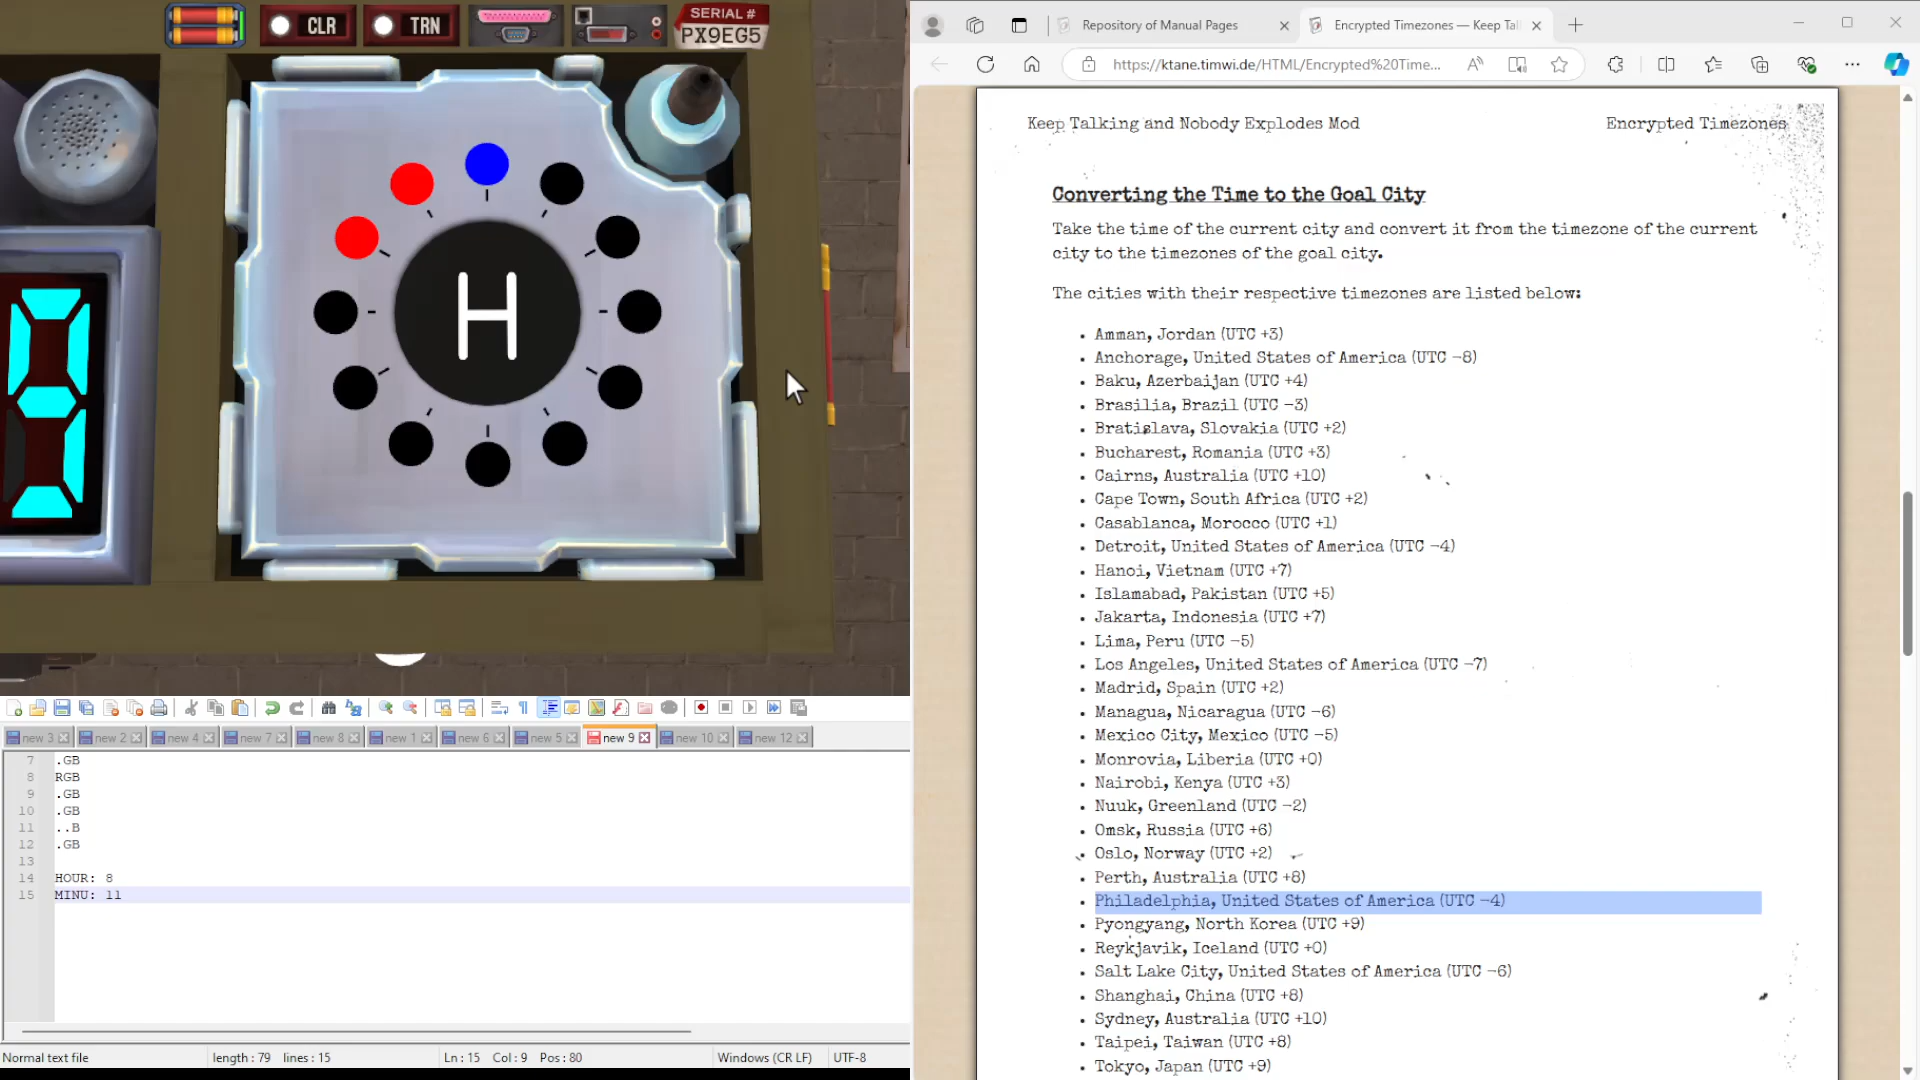 CLR
TRN
SERIAL #
PX9EG5
H
Repository of Manual Pages
Encrypted Timezones — Keep Tal
https://ktane.timwi.de/HTML/Encrypted%20Time...
Keep Talking and Nobody Explodes Mod
Encrypted Timezones
Converting the Time to the Goal City
Take the time of the current city and convert it from the timezone of the current
city to the timezones of the goal city.
The cities with their respective timezones are listed below:
Amman, Jordan (UTC +3)
Anchorage, United States of America (UTC −8)
Baku, Azerbaijan (UTC +4)
Brasilia, Brazil (UTC −3)
Bratislava, Slovakia (UTC +2)
Bucharest, Romania (UTC +3)
Cairns, Australia (UTC +10)
Cape Town, South Africa (UTC +2)
Casablanca, Morocco (UTC +1)
Detroit, United States of America (UTC −4)
Hanoi, Vietnam (UTC +7)
Islamabad, Pakistan (UTC +5)
Jakarta, Indonesia (UTC +7)
Lima, Peru (UTC −5)
Los Angeles, United States of America (UTC −7)
Madrid, Spain (UTC +2)
Managua, Nicaragua (UTC −6)
Mexico City, Mexico (UTC −5)
Monrovia, Liberia (UTC +0)
Nairobi, Kenya (UTC +3)
Nuuk, Greenland (UTC −2)
Omsk, Russia (UTC +6)
Oslo, Norway (UTC +2)
Perth, Australia (UTC +8)
Philadelphia, United States of America (UTC −4)
Pyongyang, North Korea (UTC +9)
Reykjavik, Iceland (UTC +0)
Salt Lake City, United States of America (UTC −6)
Shanghai, China (UTC +8)
Sydney, Australia (UTC +10)
Taipei, Taiwan (UTC +8)
Tokyo, Japan (UTC +9)
new 3 new 2 new 4 new 7 new 8 new 1 new 6 new 5 new 9 new 10 new 12
7 .GB
8 RGB
9 .GB
10 .GB
11 ..B
12 .GB
13
14 HOUR: 8
15 MINU: 11
Normal text file length : 79 lines : 15 Ln : 15 Col : 9 Pos : 80 Windows (CR LF) UTF-8